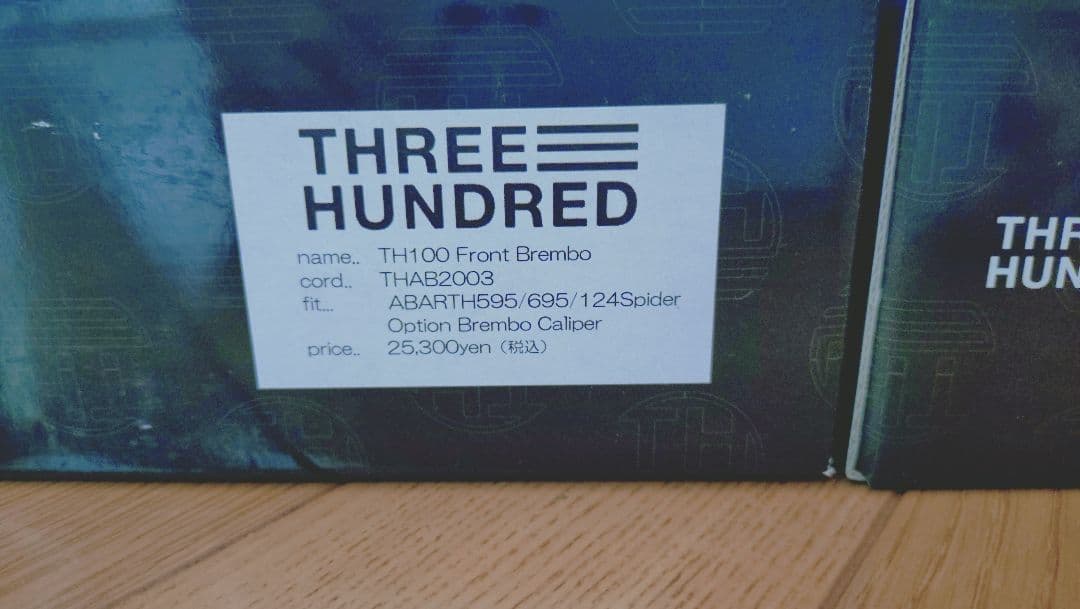 THREE
HUNDRED
name.. TH100 Front Brembo
cord.. THAB2003
fit... ABARTH595/695/124Spider
Option Brembo Caliper
price.. 25,300yen（税込）
THR
HUN